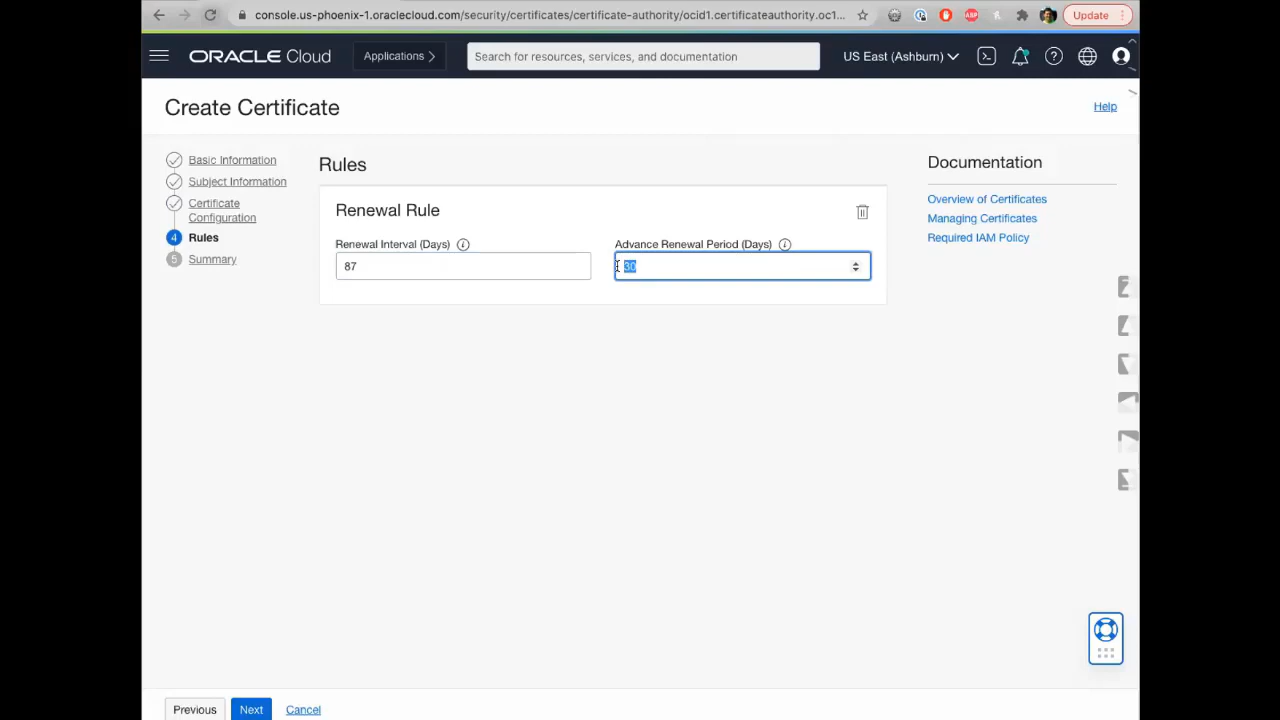 console.us-phoenix-1.oraclecloud.com/security/certificates/certificate-authority/ocid1.certificateauthority.oc1...
ABP
Update
ORACLE Cloud
Applications
Search for resources, services, and documentation
US East (Ashburn)
Create Certificate
Help
Basic Information
Subject Information
Certificate
Configuration
4 Rules
5 Summary
Rules
Renewal Rule
Renewal Interval (Days)
87
Advance Renewal Period (Days)
30
Documentation
Overview of Certificates
Managing Certificates
Required IAM Policy
Previous
Next
Cancel